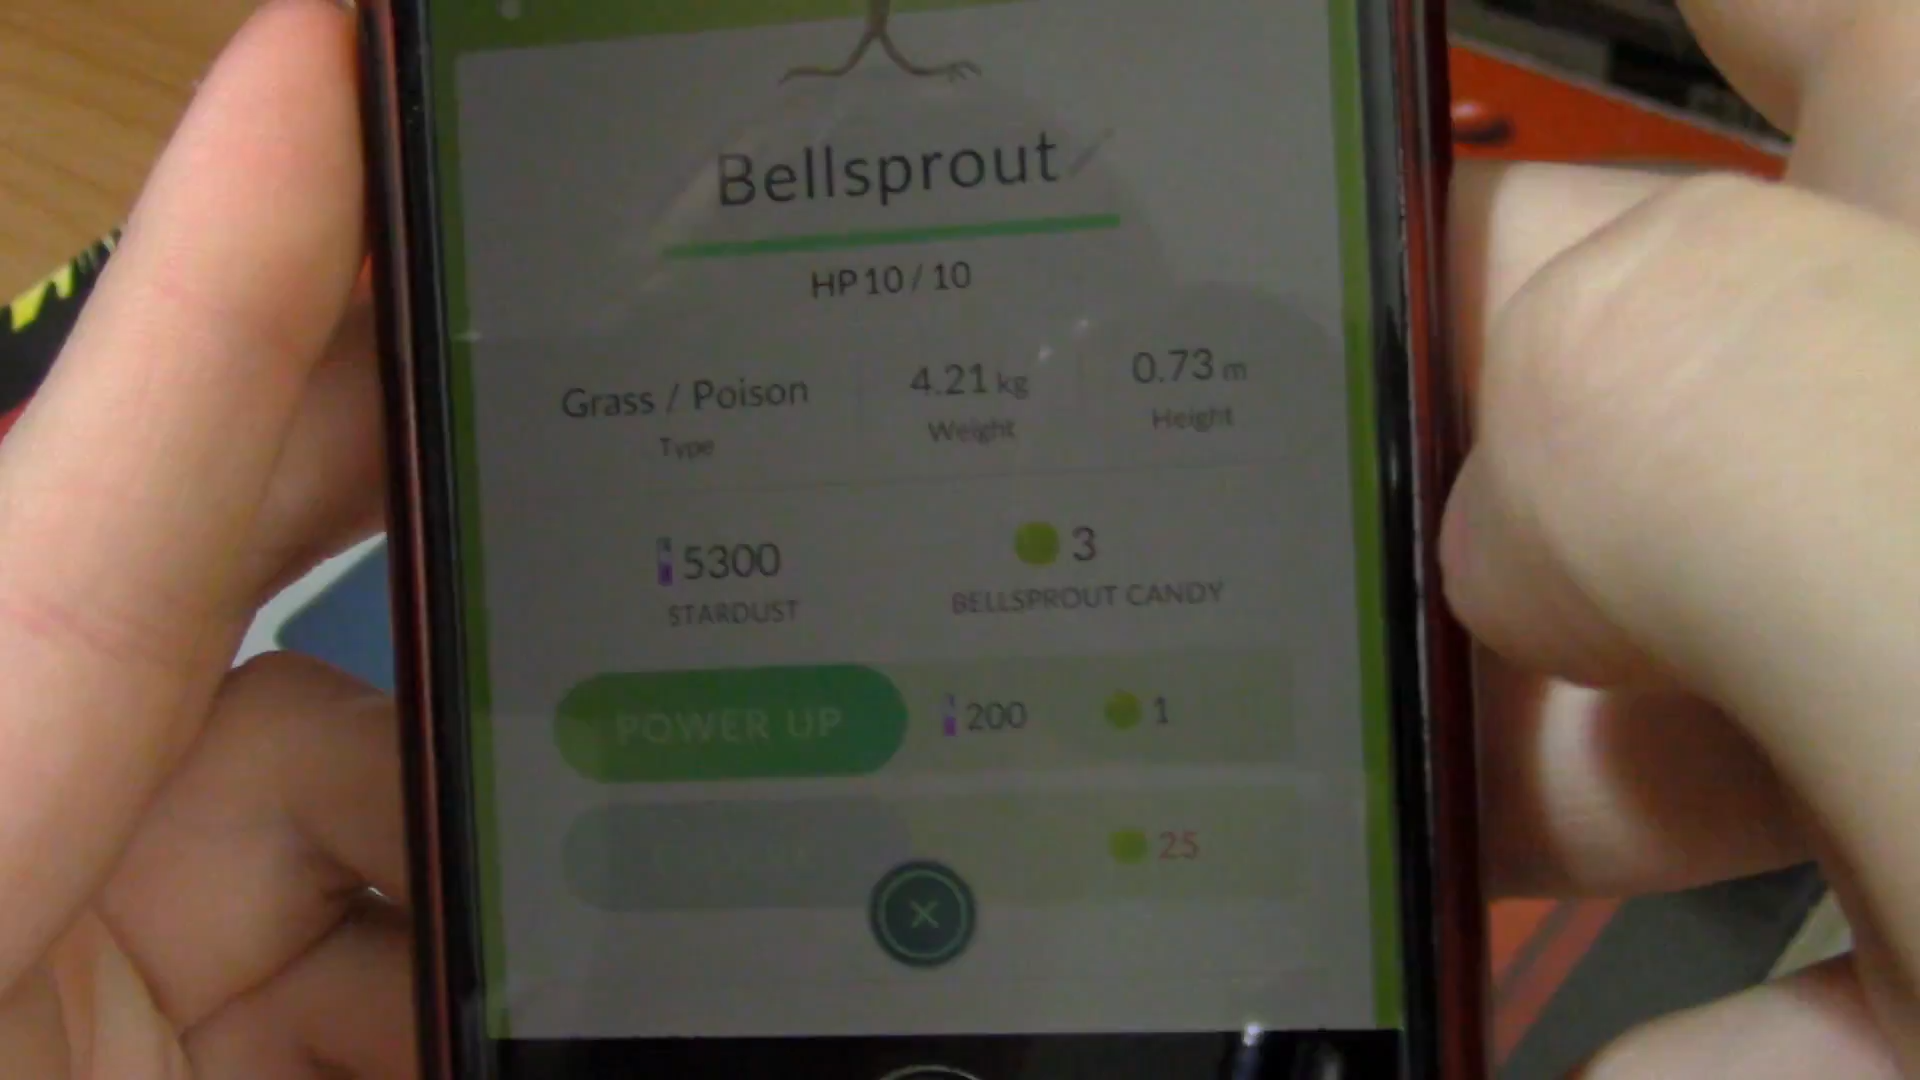 Bellsprout
HP 10 / 10
Grass / Poison
Type
4.21 kg
Weight
0.73 m
Height
5300
STARDUST
3
BELLSPROUT CANDY
POWER UP
200
1
25